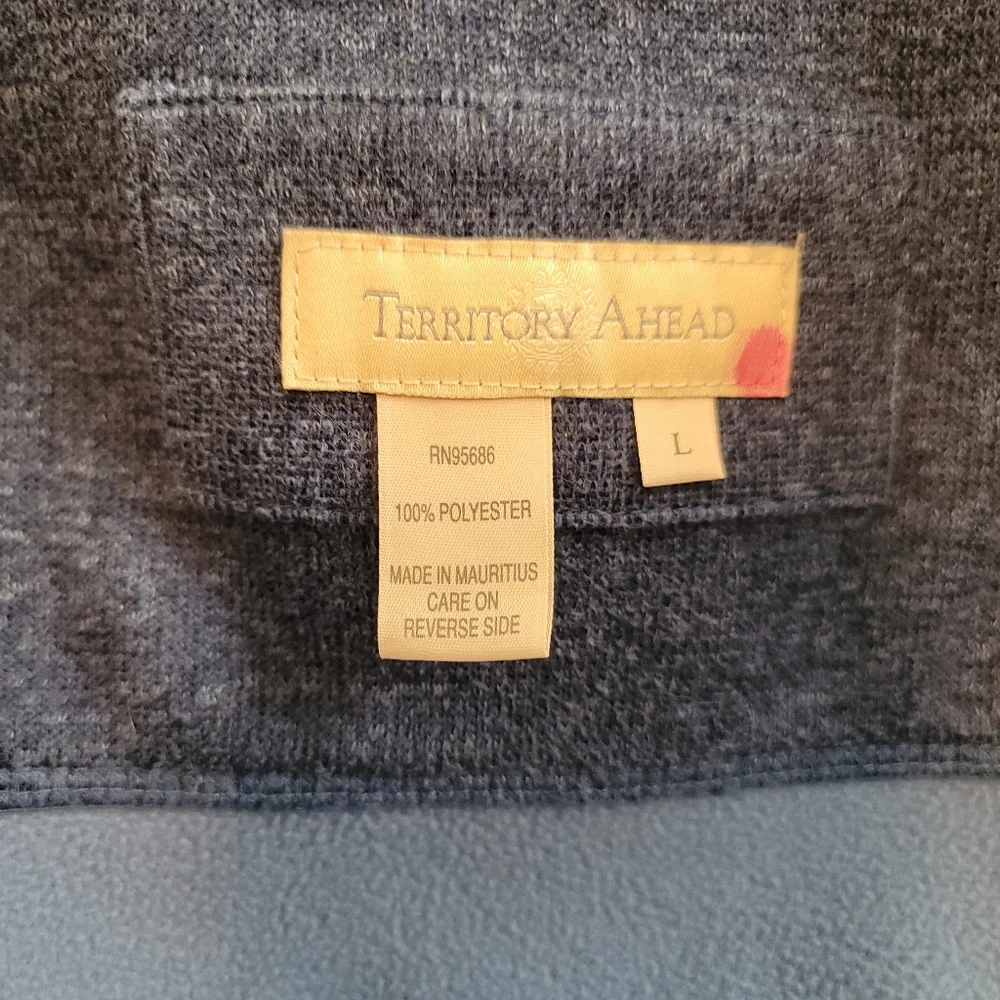 TERRITORY AHEAD
L
RN95686
100% POLYESTER
MADE IN MAURITIUS
CARE ON
REVERSE SIDE